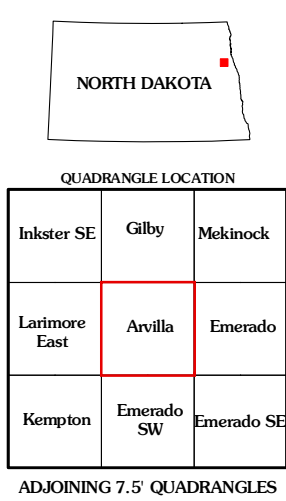 NORTH DAKOTA
QUADRANGLE LOCATION
Inkster SE Gilby Mekinock
Larimore
East
Arvilla Emerado
Kempton
Emerado
SW
Emerado SE
ADJOINING 7.5' QUADRANGLES